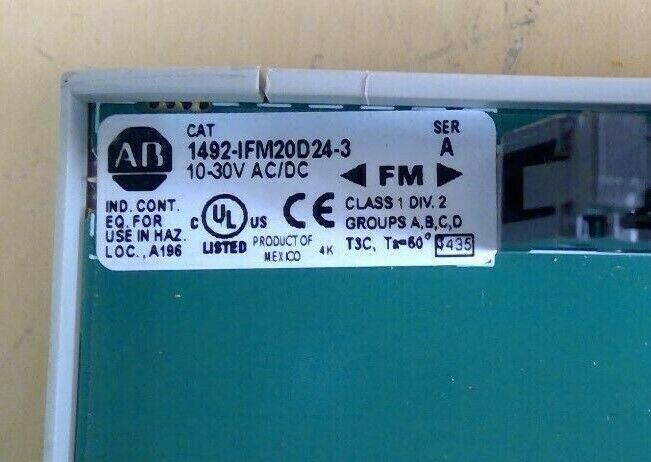 CAT
SER
1492-IFM20D24-3
A
10-30V AC/DC
AB
FM
IND. CONT.
EQ. FOR
USE IN HAZ.
LOC., A196
C UL US
LISTED
CE
PRODUCT OF
MEXICO
4K
CLASS 1 DIV. 2
GROUPS A,B,C,D
T3C, Ta=60°